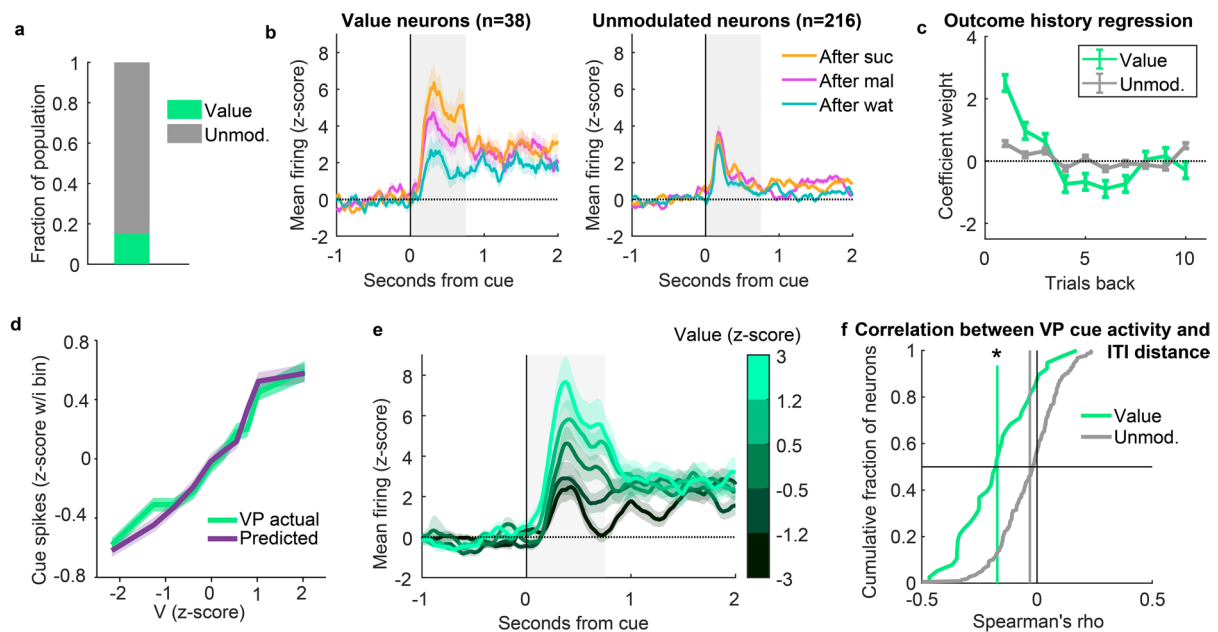 a
Fraction of population
1
0.8
0.6
0.4
0.2
0
Value
Unmod.
b
Value neurons (n=38)
Mean firing (z-score)
8
6
4
2
0
-2
-1
0
1
2
Seconds from cue
Unmodulated neurons (n=216)
After suc
After mal
After wat
Mean firing (z-score)
8
6
4
2
0
-2
-1
0
1
2
Seconds from cue
c
Outcome history regression
Value
Unmod.
Coefficient weight
4
2
0
-2
0
5
10
Trials back
d
Cue spikes (z-score w/i bin)
0.8
0.4
0
-0.4
-0.8
VP actual
Predicted
-2
-1
0
1
2
V (z-score)
e
Value (z-score)
3
1.2
0.5
-0.5
-1.2
-3
Mean firing (z-score)
8
6
4
2
0
-2
-1
0
1
2
Seconds from cue
f Correlation between VP cue activity and
ITI distance
*
Value
Unmod.
Cumulative fraction of neurons
1
0.8
0.6
0.4
0.2
0
-0.5
0
0.5
Spearman's rho